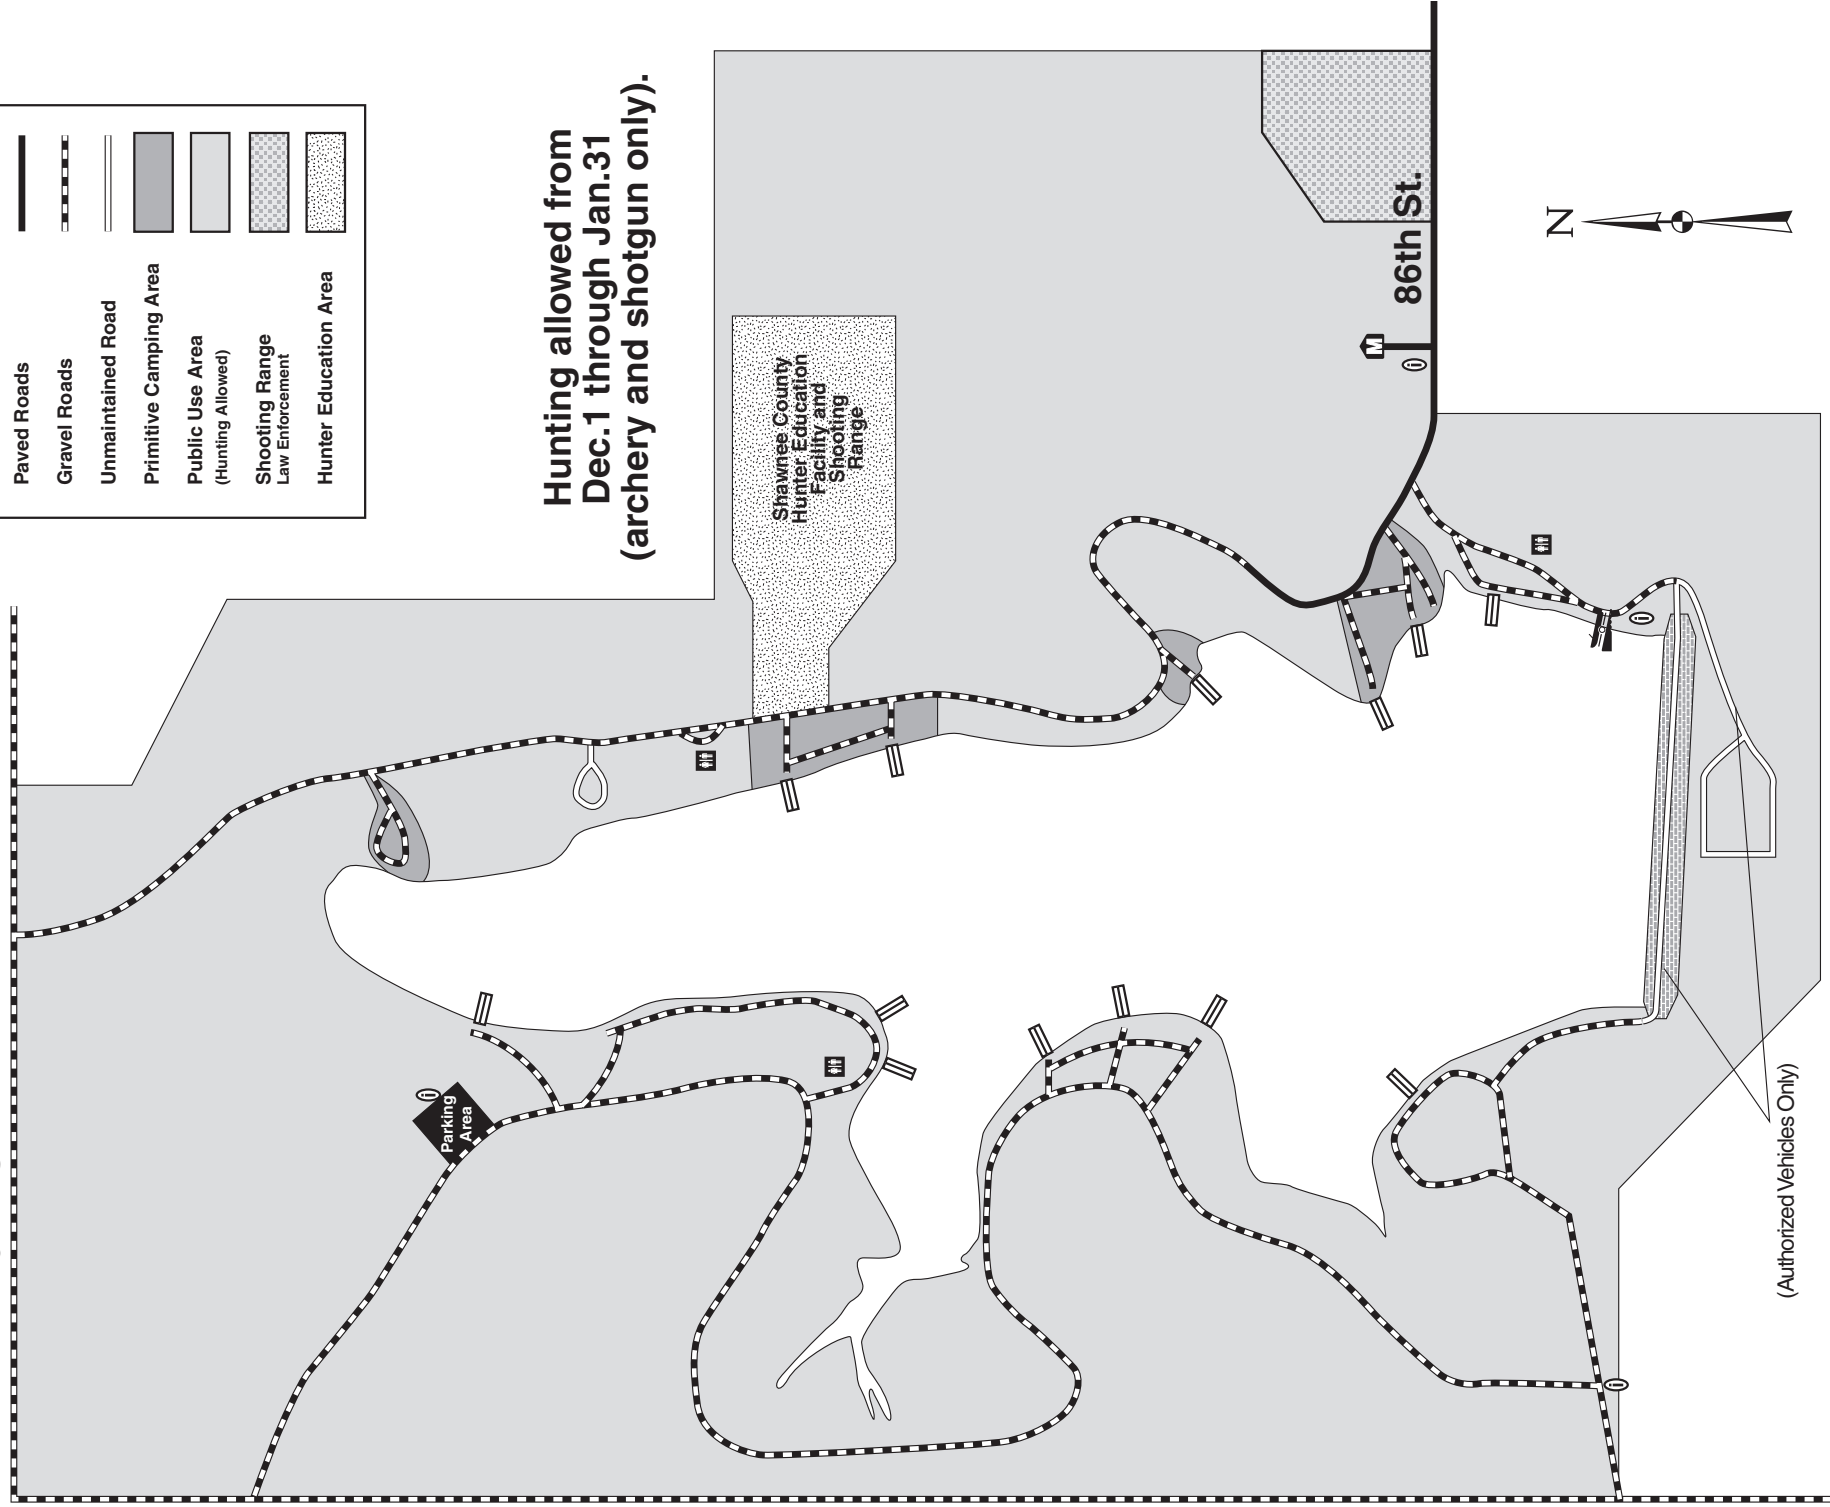 Paved Roads
Gravel Roads
Unmaintained Road
Primitive Camping Area
Public Use Area
(Hunting Allowed)
Shooting Range
Law Enforcement
Hunter Education Area
Hunting allowed from
Dec.1 through Jan.31
(archery and shotgun only).
Shawnee County
Hunter Education
Facility and
Shooting
Range
86th St.
M
i
N
i
i
Parking
Area
i
(Authorized Vehicles Only)